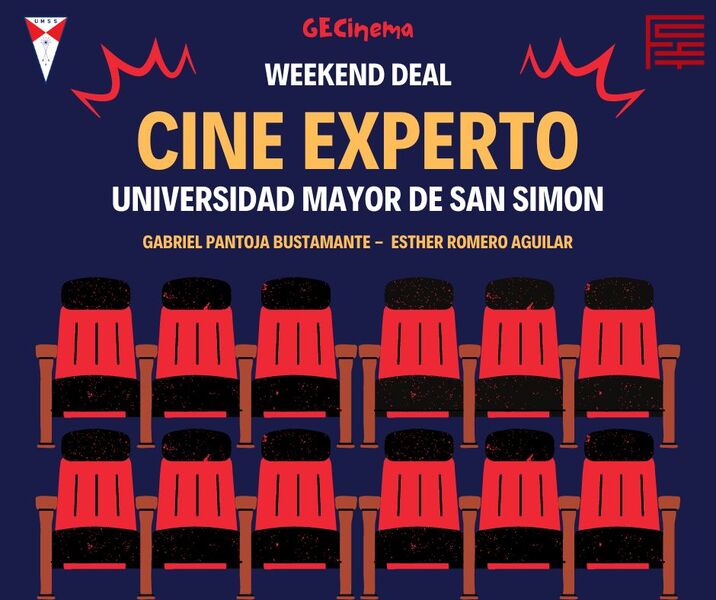 UMSS
GECinema
WEEKEND DEAL
CINE EXPERTO
UNIVERSIDAD MAYOR DE SAN SIMON
GABRIEL PANTOJA BUSTAMANTE – ESTHER ROMERO AGUILAR